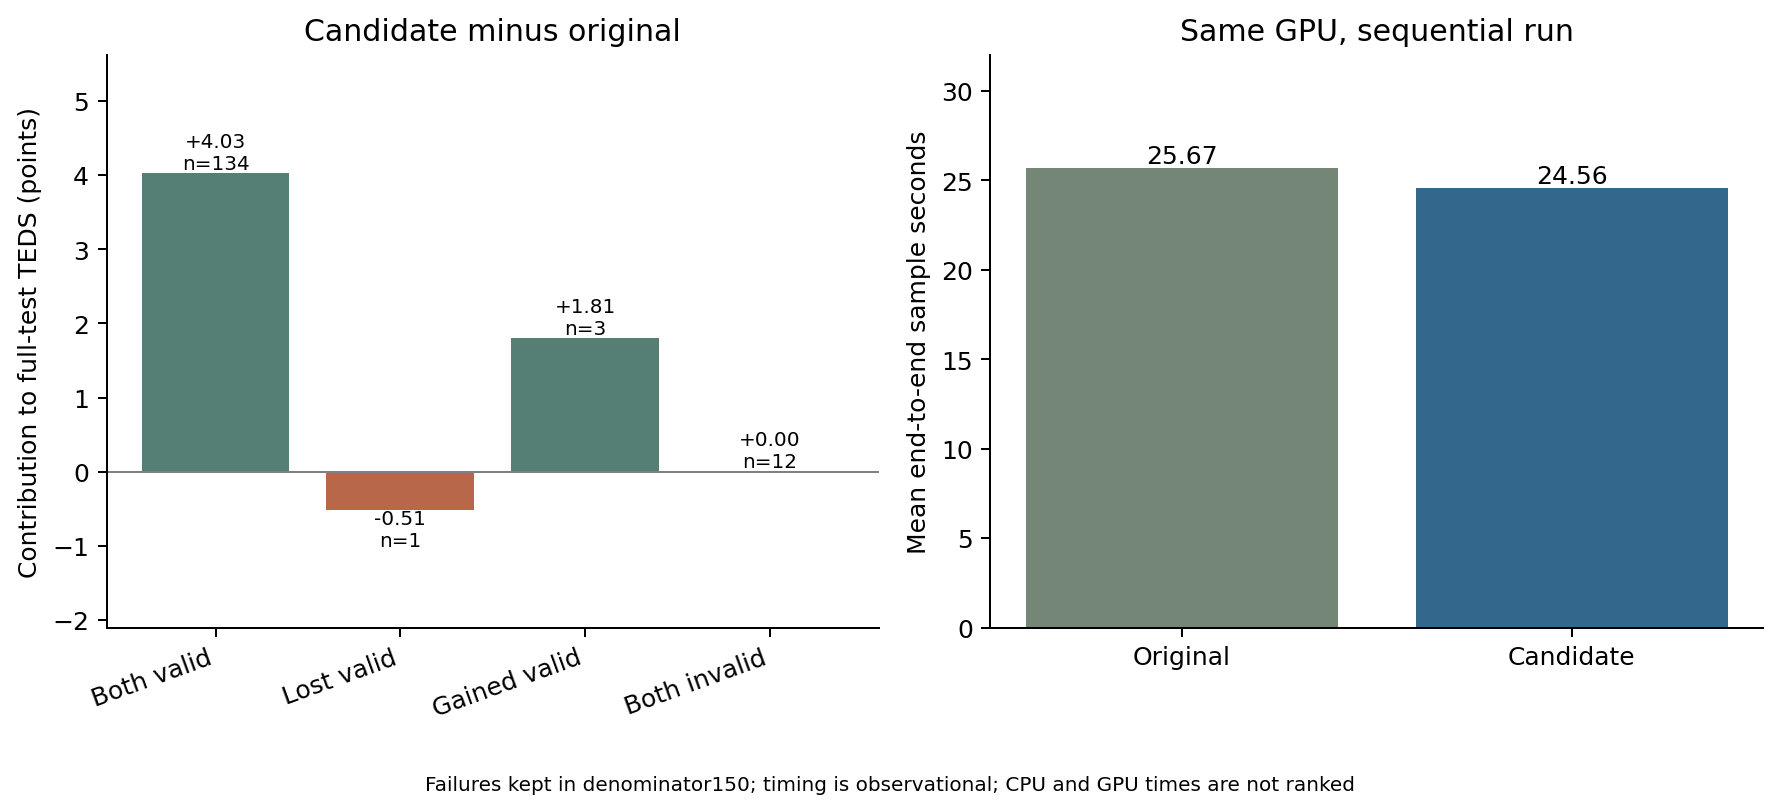 Candidate minus original
Contribution to full-test TEDS (points)
5
4
3
2
1
0
−1
−2
+4.03
n=134
-0.51
n=1
+1.81
n=3
+0.00
n=12
Both valid
Lost valid
Gained valid
Both invalid
Same GPU, sequential run
Mean end-to-end sample seconds
30
25
20
15
10
5
0
25.67
24.56
Original
Candidate
Failures kept in denominator150; timing is observational; CPU and GPU times are not ranked